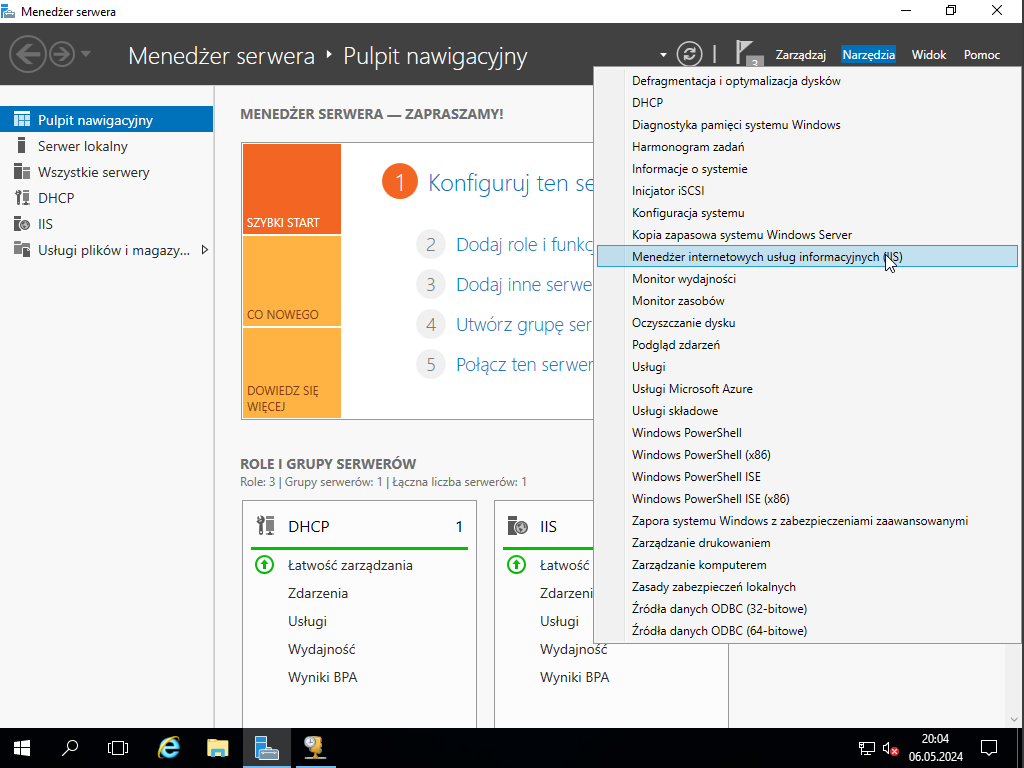 Menedżer serwera
Menedżer serwera ‣ Pulpit nawigacyjny
3
Zarządzaj
Narzędzia
Widok
Pomoc
Pulpit nawigacyjny
Serwer lokalny
Wszystkie serwery
DHCP
IIS
Usługi plików i magazy...
MENEDŻER SERWERA — ZAPRASZAMY!
SZYBKI START
CO NOWEGO
DOWIEDZ SIĘ
WIĘCEJ
1 Konfiguruj ten se
2 Dodaj role i funkc
3 Dodaj inne serwe
4 Utwórz grupę ser
5 Połącz ten serwer
ROLE I GRUPY SERWERÓW
Role: 3 | Grupy serwerów: 1 | Łączna liczba serwerów: 1
DHCP 1
Łatwość zarządzania
Zdarzenia
Usługi
Wydajność
Wyniki BPA
IIS
Łatwość
Zdarzeni
Usługi
Wydajność
Wyniki BPA
Defragmentacja i optymalizacja dysków
DHCP
Diagnostyka pamięci systemu Windows
Harmonogram zadań
Informacje o systemie
Inicjator iSCSI
Konfiguracja systemu
Kopia zapasowa systemu Windows Server
Menedżer internetowych usług informacyjnych (IIS)
Monitor wydajności
Monitor zasobów
Oczyszczanie dysku
Podgląd zdarzeń
Usługi
Usługi Microsoft Azure
Usługi składowe
Windows PowerShell
Windows PowerShell (x86)
Windows PowerShell ISE
Windows PowerShell ISE (x86)
Zapora systemu Windows z zabezpieczeniami zaawansowanymi
Zarządzanie drukowaniem
Zarządzanie komputerem
Zasady zabezpieczeń lokalnych
Źródła danych ODBC (32-bitowe)
Źródła danych ODBC (64-bitowe)
20:04
06.05.2024